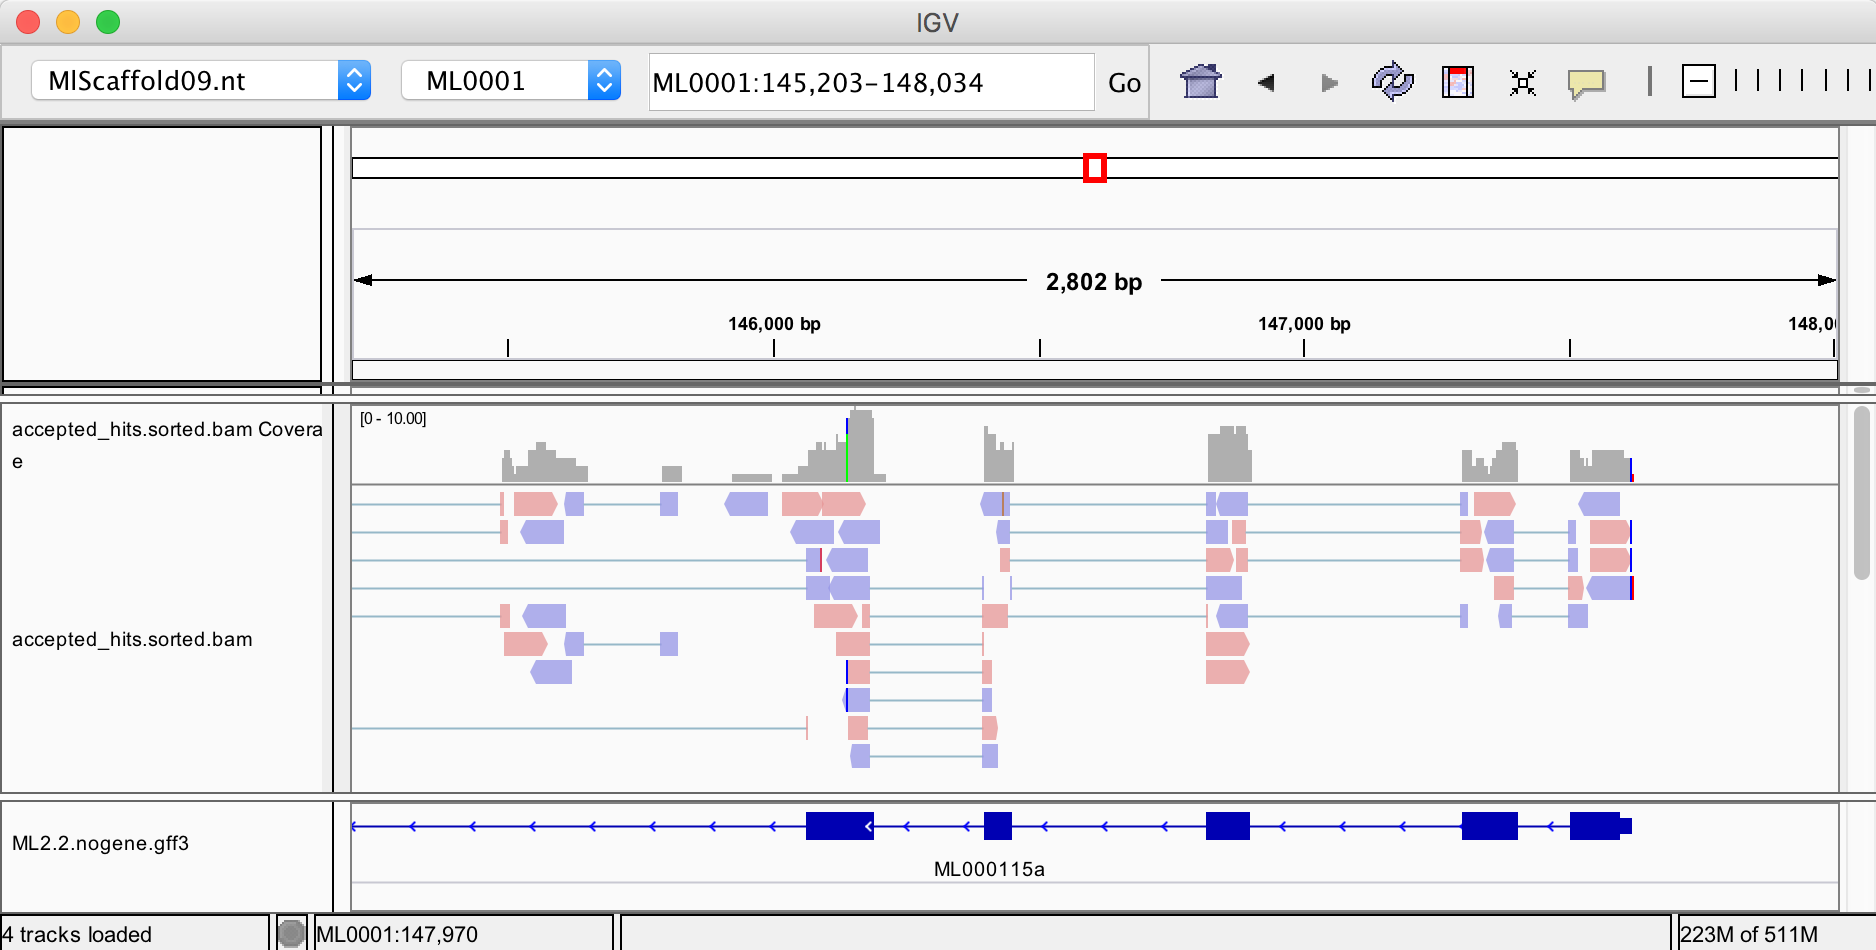 IGV
MlScaffold09.nt ML0001 ML0001:145,203-148,034 Go
2,802 bp
146,000 bp 147,000 bp 148,0
[0 - 10.00]
accepted_hits.sorted.bam Covera
e
accepted_hits.sorted.bam
ML2.2.nogene.gff3
ML000115a
4 tracks loaded ML0001:147,970 223M of 511M